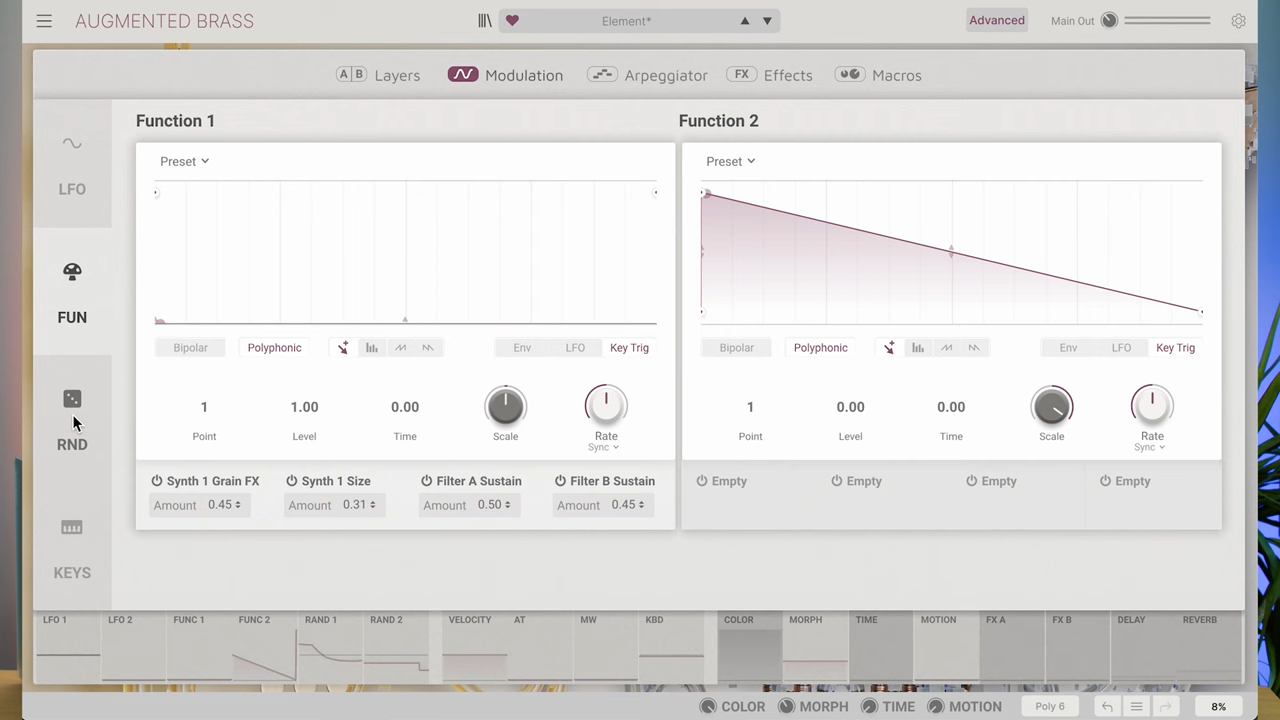 AUGMENTED BRASS
Element*
Advanced
Main Out
A B Layers
Modulation
Arpeggiator
FX Effects
Macros
LFO
FUN
RND
KEYS
Function 1
Preset
Bipolar
Polyphonic
Env
LFO
Key Trig
1
1.00
0.00
Point
Level
Time
Scale
Rate
Sync
Synth 1 Grain FX
Synth 1 Size
Filter A Sustain
Filter B Sustain
Amount 0.45
Amount 0.31
Amount 0.50
Amount 0.45
Function 2
Preset
Bipolar
Polyphonic
Env
LFO
Key Trig
1
0.00
0.00
Point
Level
Time
Scale
Rate
Sync
Empty
Empty
Empty
Empty
LFO 1
LFO 2
FUNC 1
FUNC 2
RAND 1
RAND 2
VELOCITY
AT
MW
KBD
COLOR
MORPH
TIME
MOTION
FX A
FX B
DELAY
REVERB
COLOR
MORPH
TIME
MOTION
Poly 6
8%